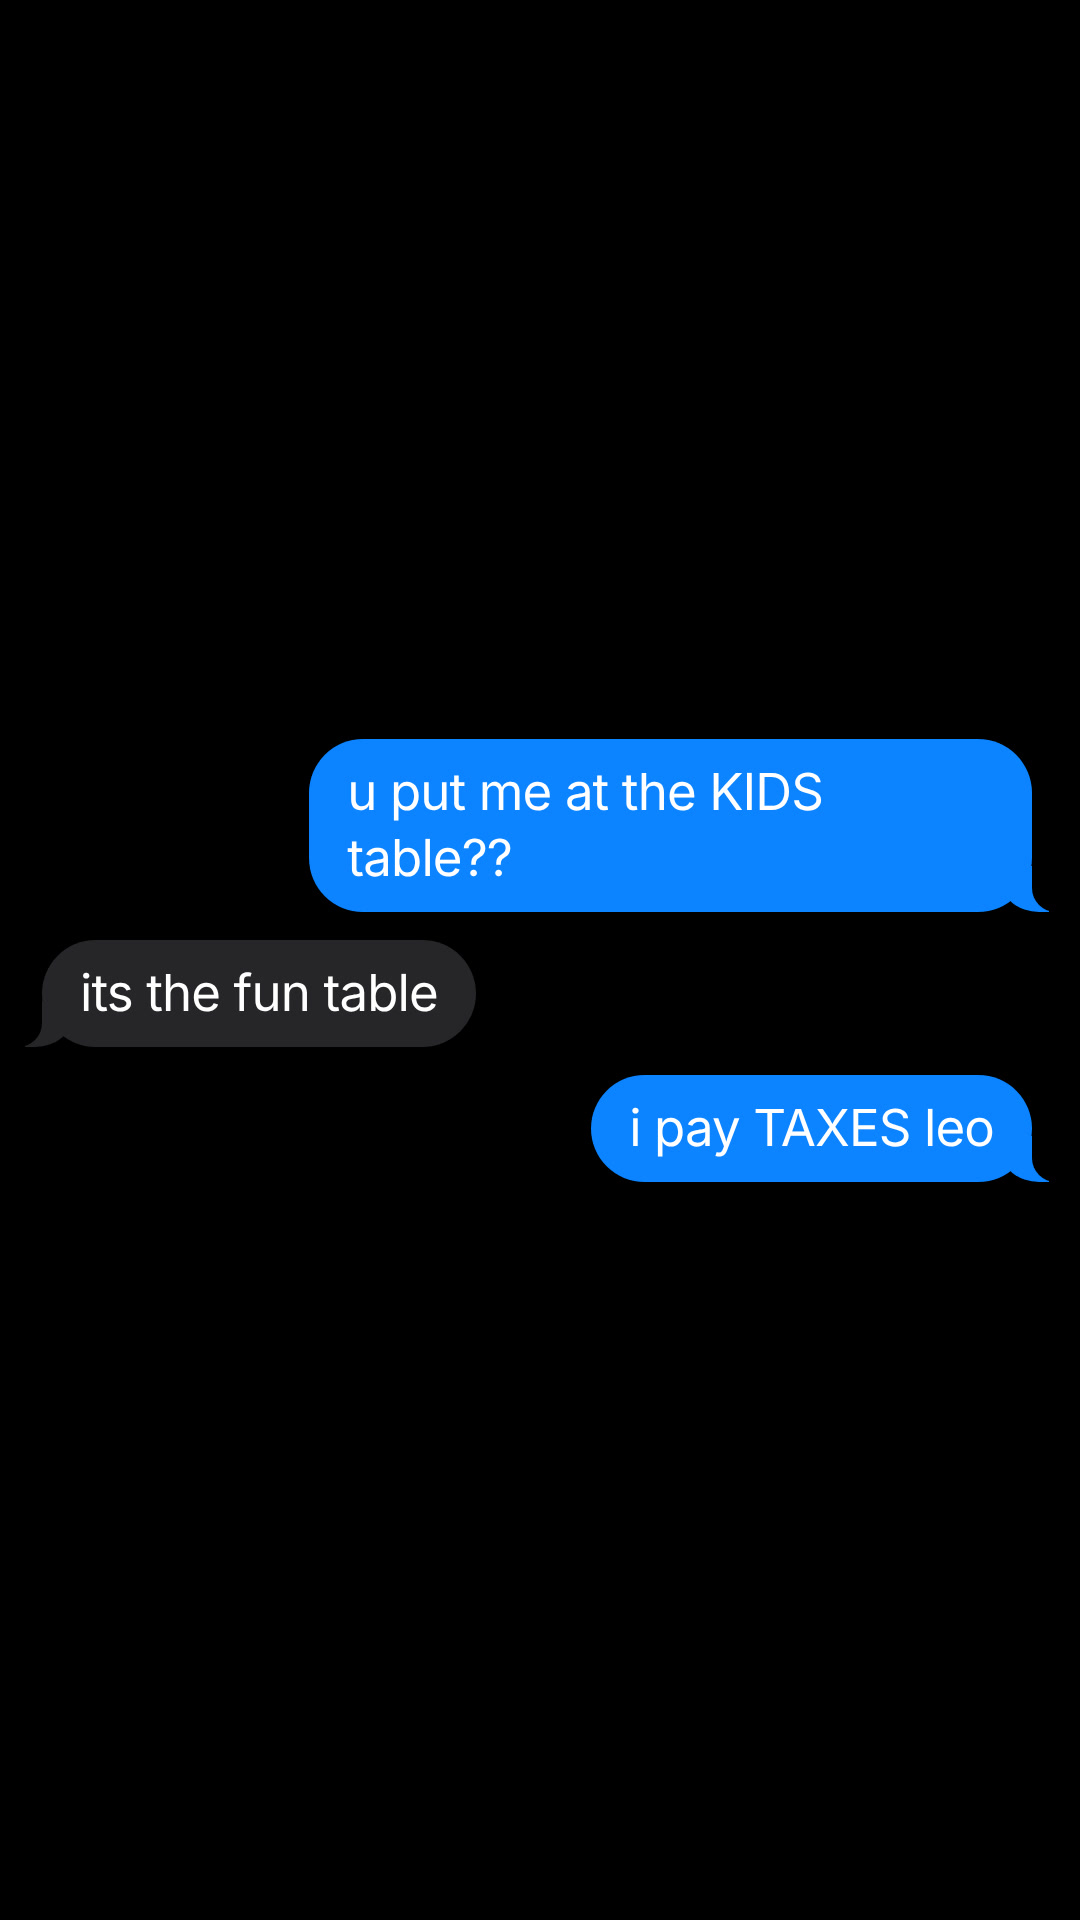 u put me at the KIDS
table??
its the fun table
i pay TAXES leo